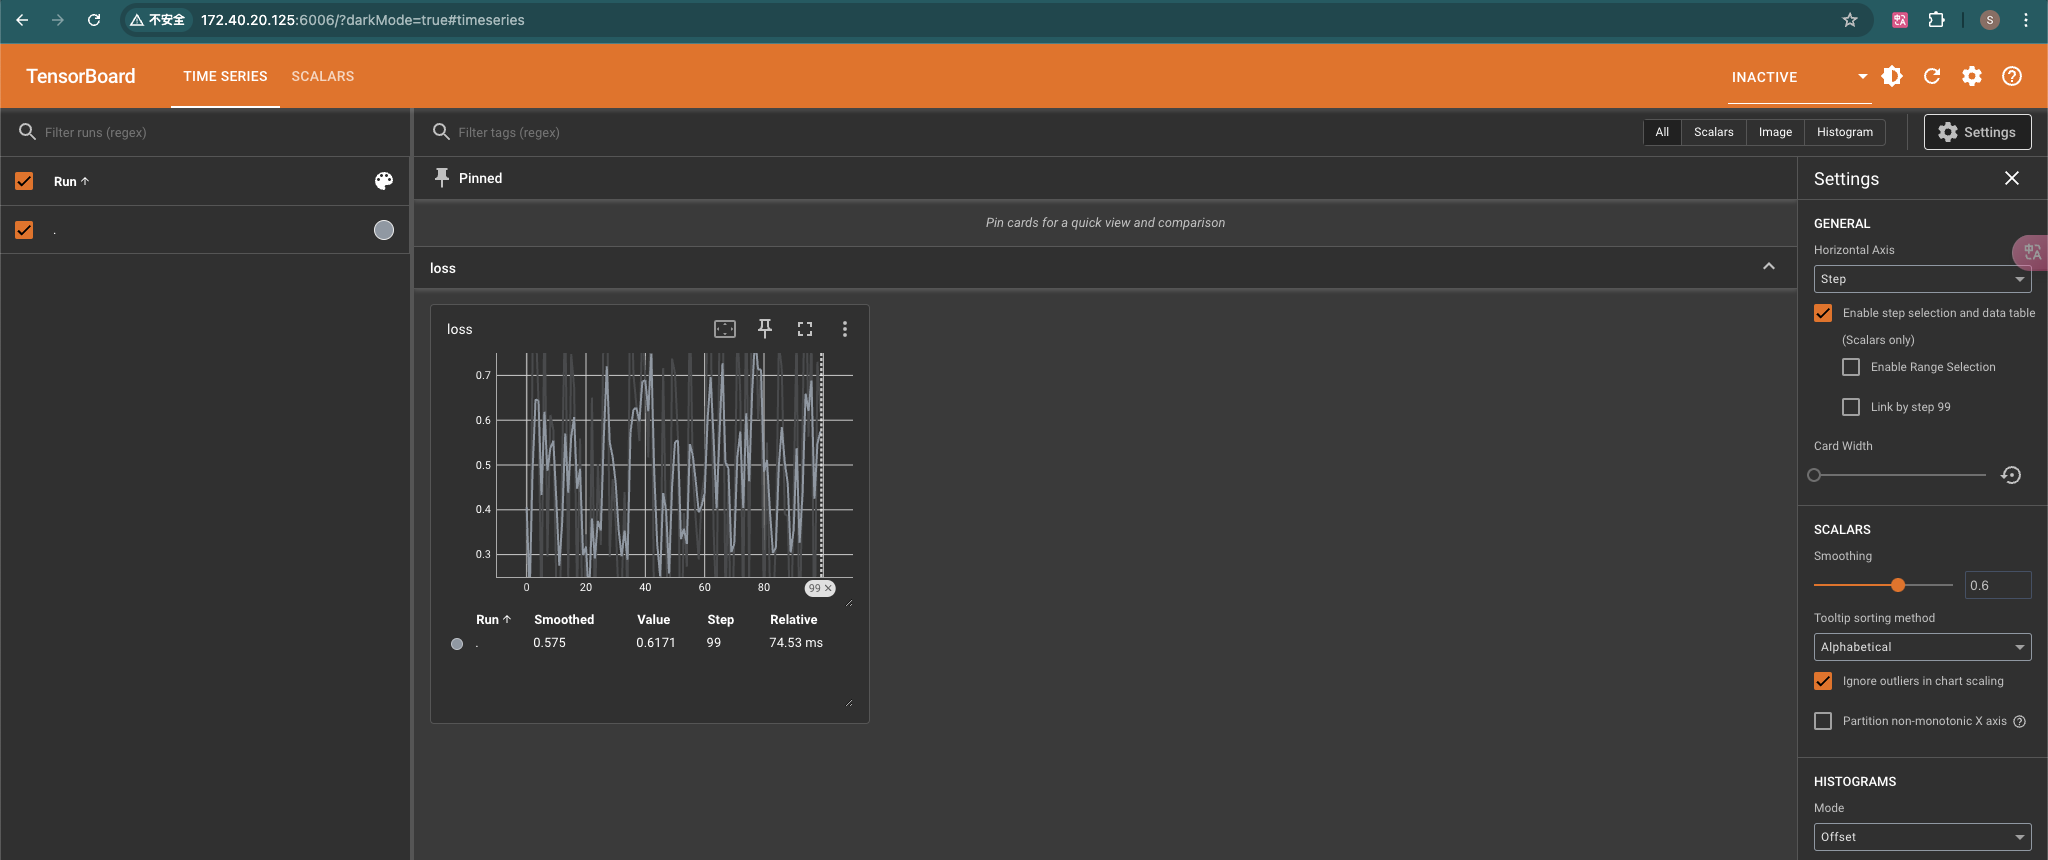 不安全 172.40.20.125:6006/?darkMode=true#timeseries
S
TensorBoard TIME SERIES SCALARS INACTIVE
Filter runs (regex)
Filter tags (regex)
All Scalars Image Histogram Settings
Run
.
Pinned
Pin cards for a quick view and comparison
loss
loss
0.7
0.6
0.5
0.4
0.3
0 20 40 60 80 99
Run Smoothed Value Step Relative
. 0.575 0.6171 99 74.53 ms
Settings
GENERAL
Horizontal Axis
Step
Enable step selection and data table
(Scalars only)
Enable Range Selection
Link by step 99
Card Width
SCALARS
Smoothing
0.6
Tooltip sorting method
Alphabetical
Ignore outliers in chart scaling
Partition non-monotonic X axis
HISTOGRAMS
Mode
Offset